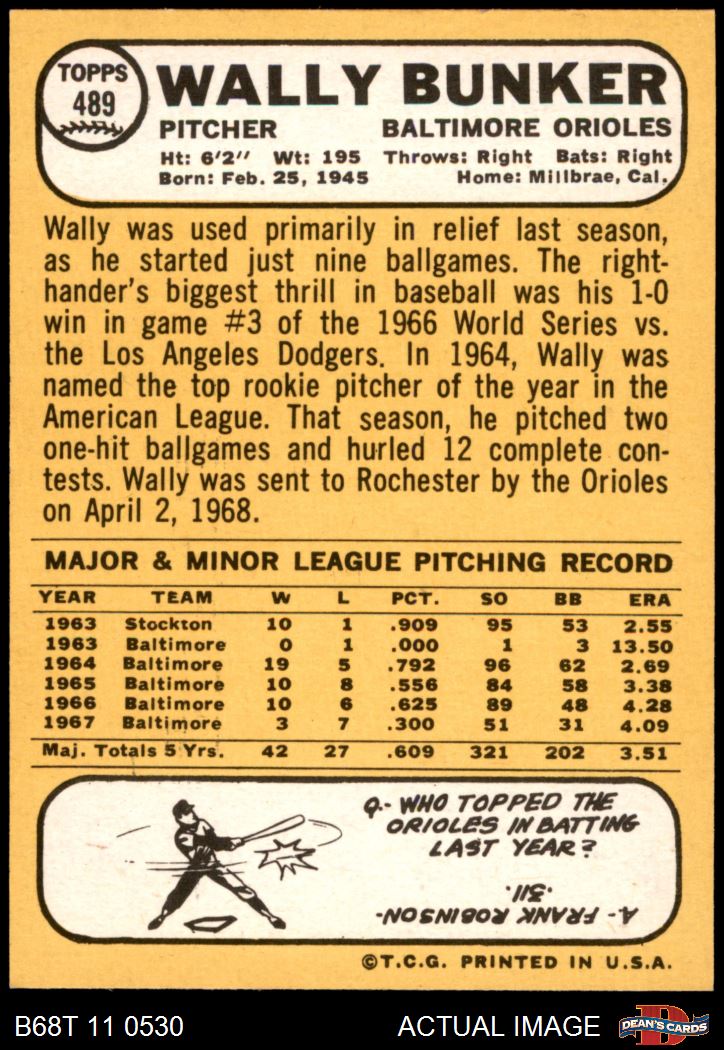 TOPPS
489
WALLY BUNKER
PITCHER BALTIMORE ORIOLES
Ht: 6'2" Wt: 195 Throws: Right Bats: Right
Born: Feb. 25, 1945 Home: Millbrae, Cal.
Wally was used primarily in relief last season,
as he started just nine ballgames. The right-
hander's biggest thrill in baseball was his 1-0
win in game #3 of the 1966 World Series vs.
the Los Angeles Dodgers. In 1964, Wally was
named the top rookie pitcher of the year in the
American League. That season, he pitched two
one-hit ballgames and hurled 12 complete con-
tests. Wally was sent to Rochester by the Orioles
on April 2, 1968.
MAJOR & MINOR LEAGUE PITCHING RECORD
YEAR TEAM W L PCT. SO BB ERA
1963 Stockton 10 1 .909 95 53 2.55
1963 Baltimore 0 1 .000 1 3 13.50
1964 Baltimore 19 5 .792 96 62 2.69
1965 Baltimore 10 8 .556 84 58 3.38
1966 Baltimore 10 6 .625 89 48 4.28
1967 Baltimore 3 7 .300 51 31 4.09
Maj. Totals 5 Yrs. 42 27 .609 321 202 3.51
Q.- WHO TOPPED THE
ORIOLES IN BATTING
LAST YEAR?
A.- FRANK ROBINSON-
.311.
©T.C.G. PRINTED IN U.S.A.
B68T 11 0530 ACTUAL IMAGE
D
DEAN'S CARDS